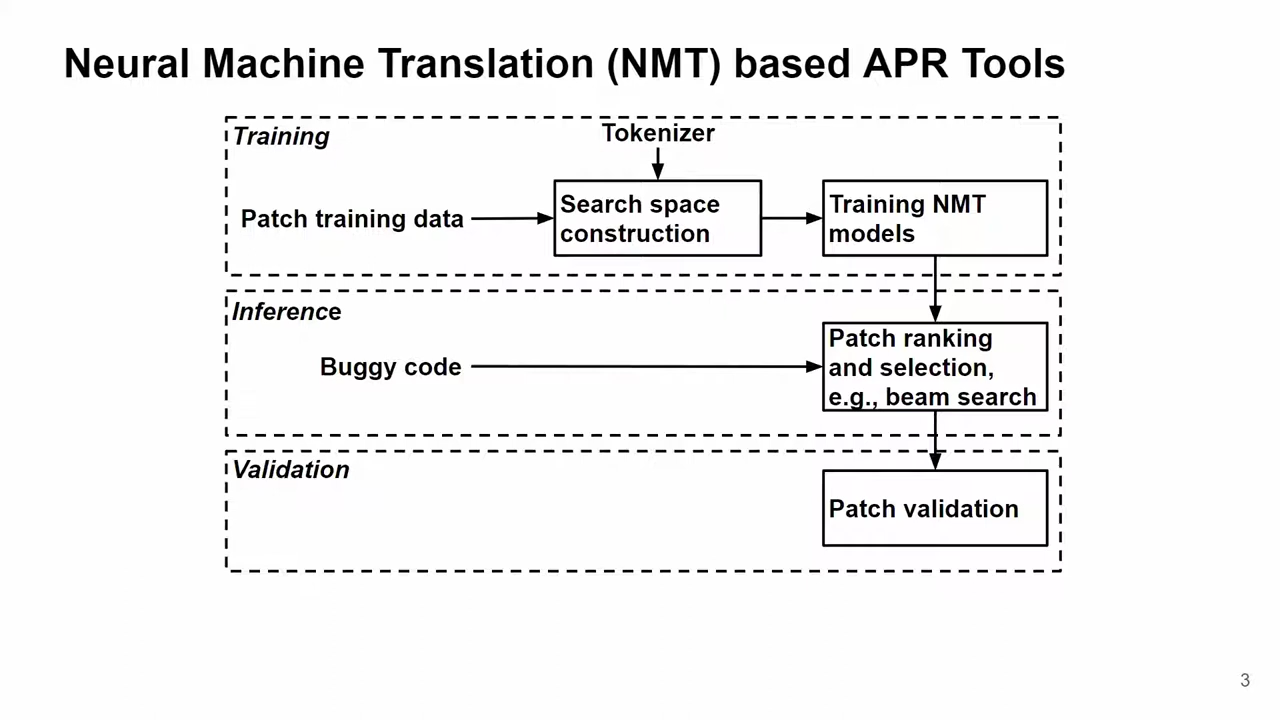 Neural Machine Translation (NMT) based APR Tools
Training
Tokenizer
Patch training data
Search space
construction
Training NMT
models
Inference
Buggy code
Patch ranking
and selection,
e.g., beam search
Validation
Patch validation
3